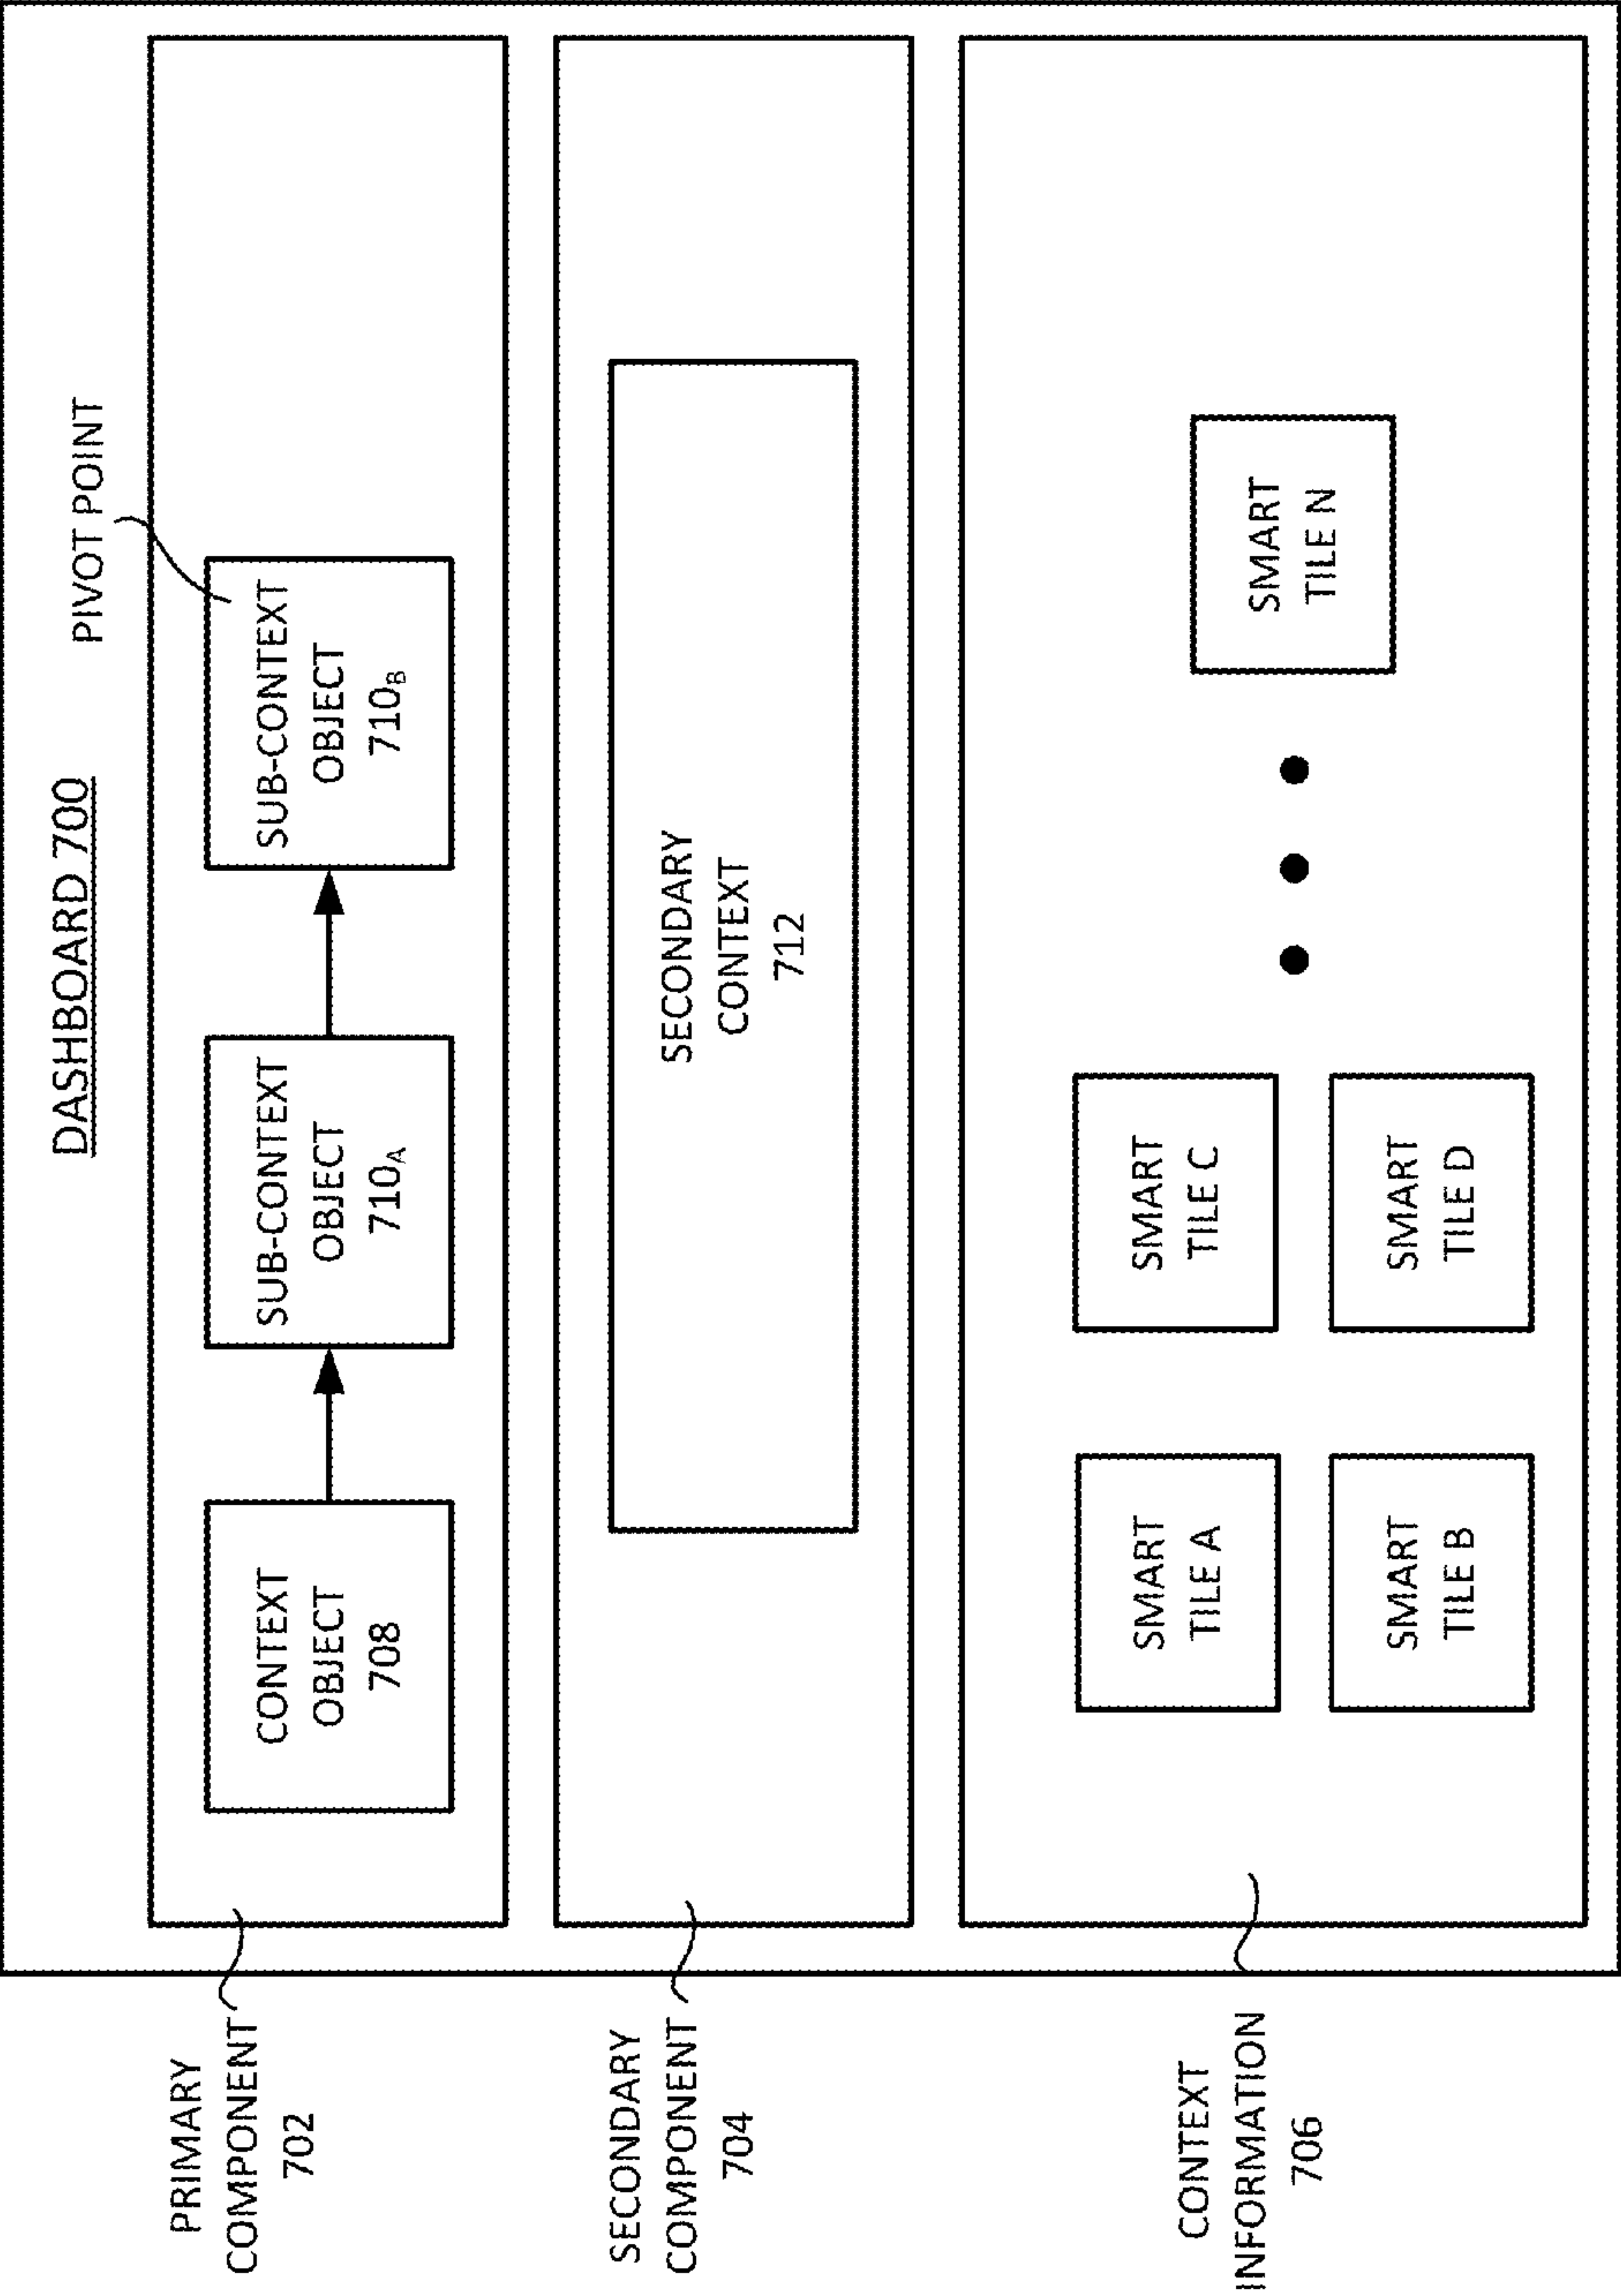 DASHBOARD 700
PIVOT POINT
PRIMARY
COMPONENT
702
CONTEXT
OBJECT
708
SUB-CONTEXT
OBJECT
710A
SUB-CONTEXT
OBJECT
710B
SECONDARY
COMPONENT
704
SECONDARY
CONTEXT
712
CONTEXT
INFORMATION
706
SMART
TILE A
SMART
TILE C
SMART
TILE N
SMART
TILE B
SMART
TILE D